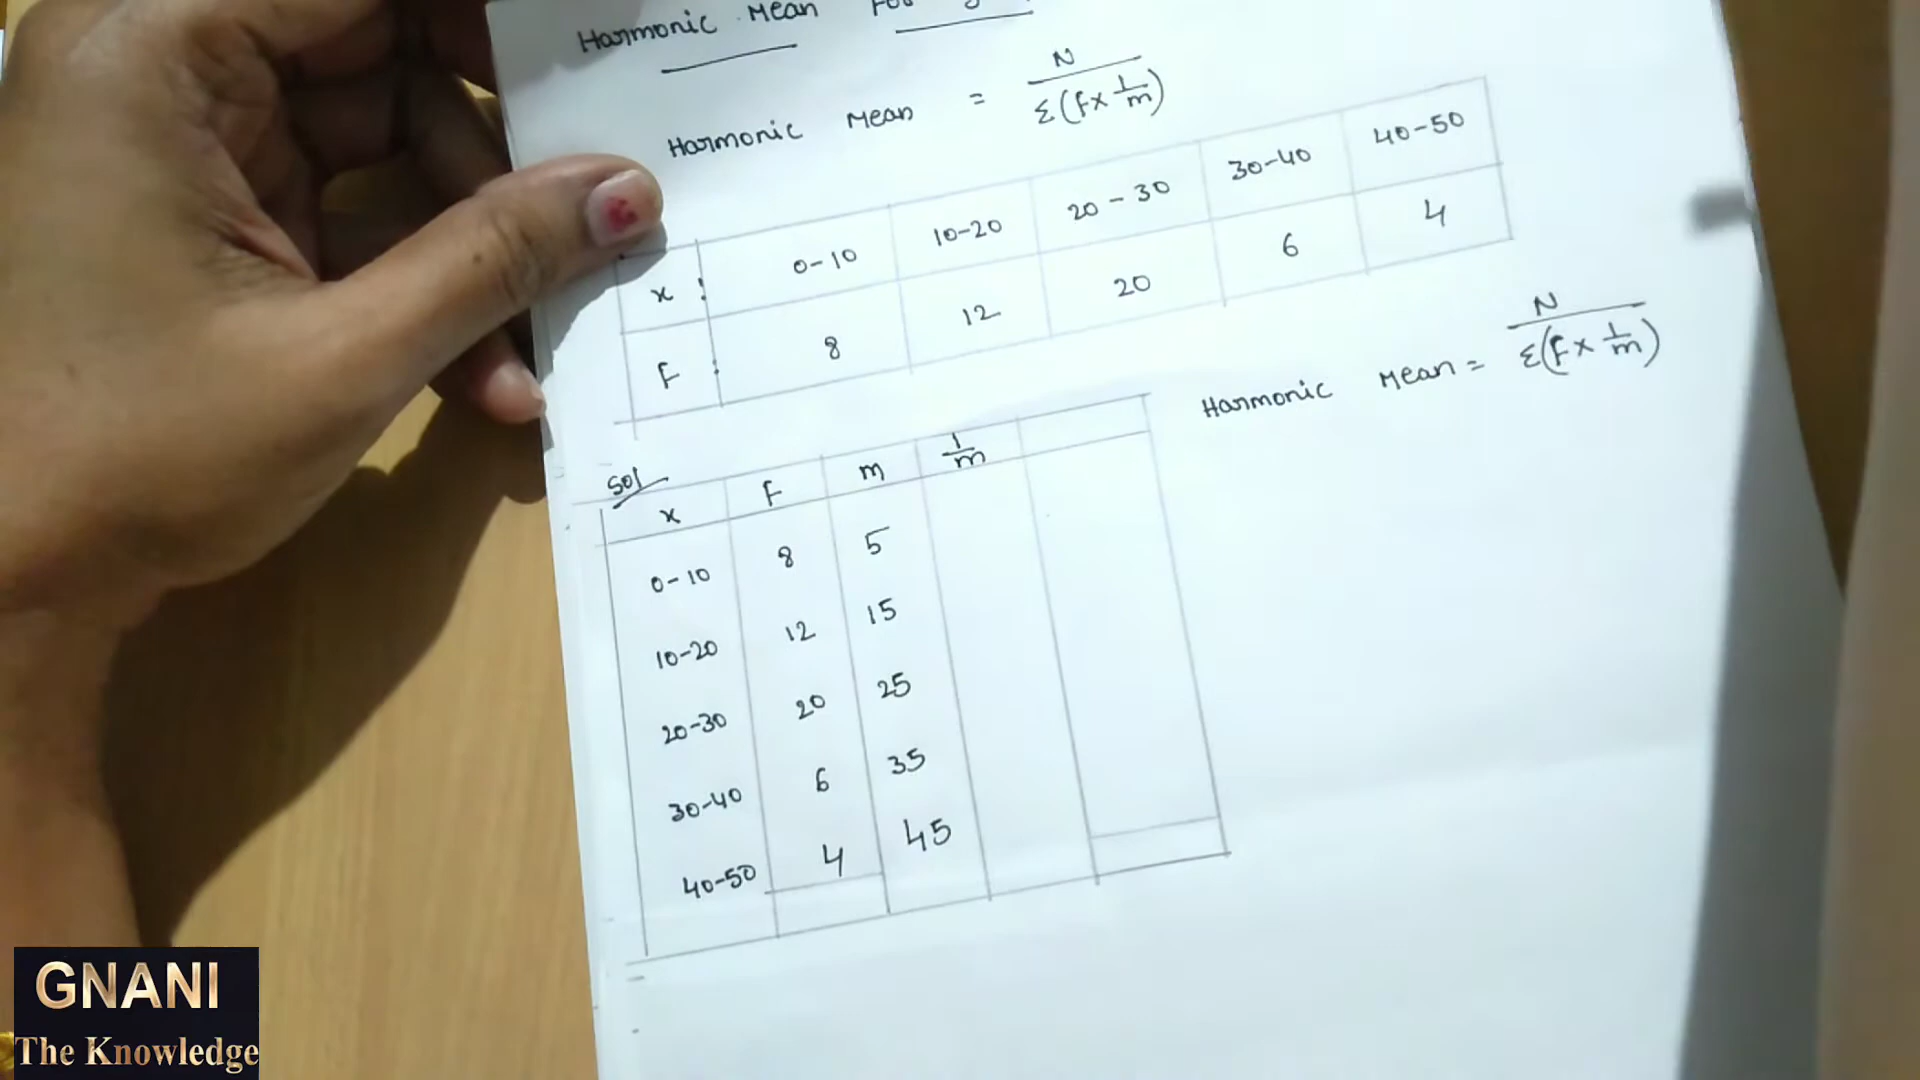 Harmonic Mean For
Harmonic Mean = N / Σ(f× 1/m)
x : 0-10 10-20 20-30 30-40 40-50
F : 8 12 20 6 4
Sol
Harmonic Mean = N / Σ(f× 1/m)
x F m 1/m
0-10 8 5
10-20 12 15
20-30 20 25
30-40 6 35
40-50 4 45
GNANI
The Knowledge